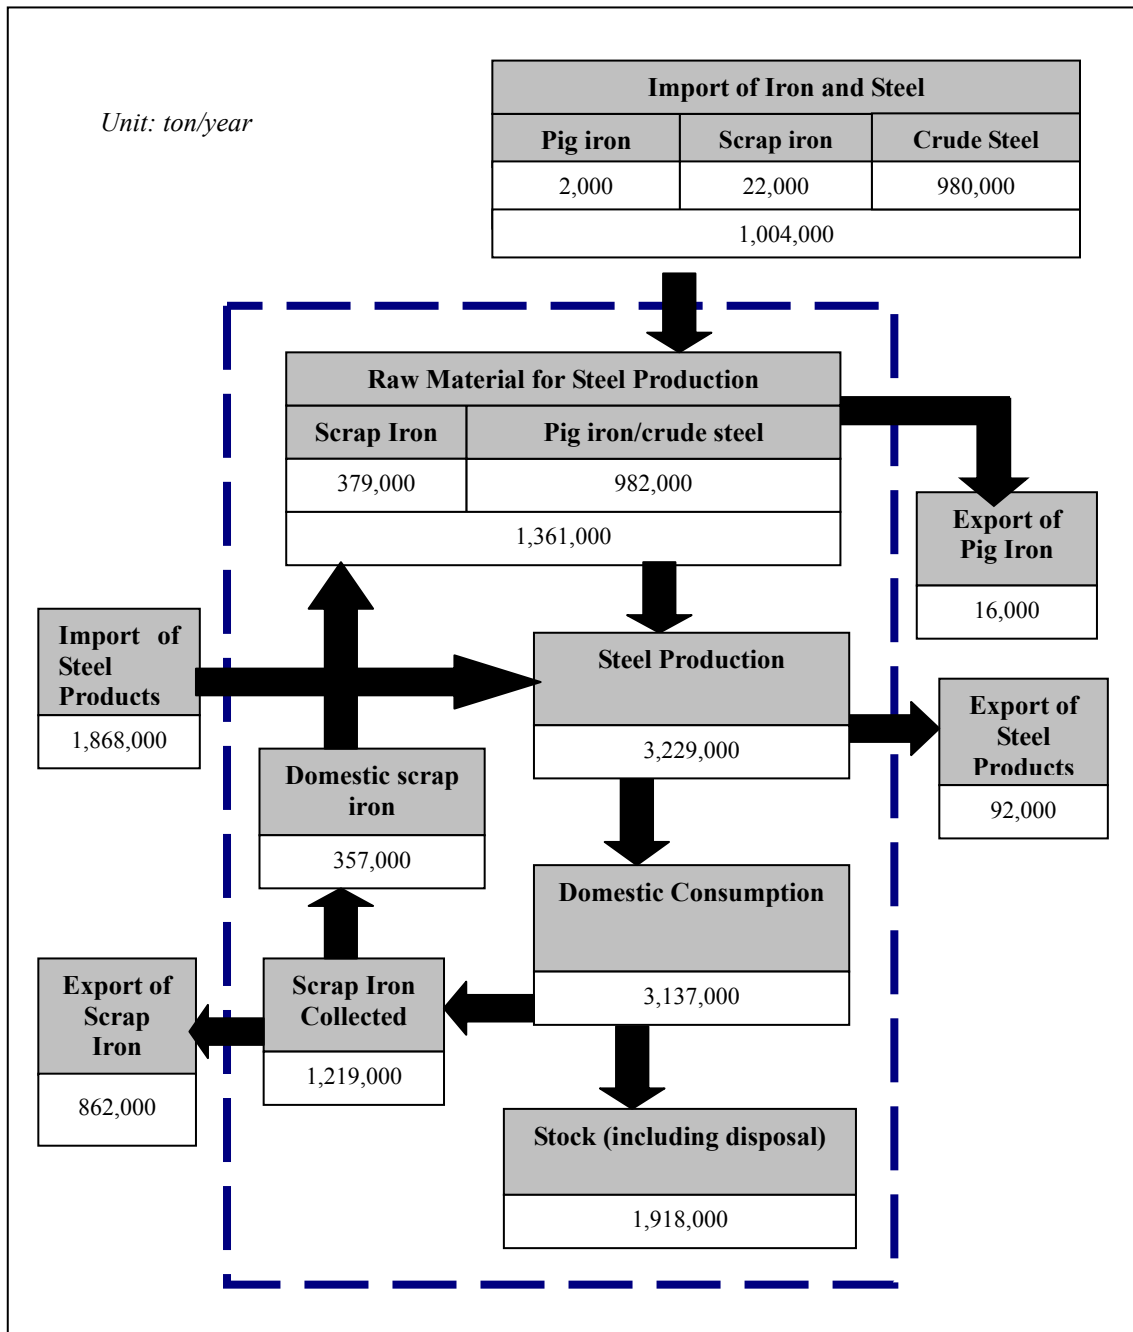 Unit: ton/year
Import of Iron and Steel
Pig iron
Scrap iron
Crude Steel
2,000
22,000
980,000
1,004,000
Raw Material for Steel Production
Scrap Iron
Pig iron/crude steel
379,000
982,000
1,361,000
Export of
Pig Iron
16,000
Import of
Steel
Products
1,868,000
Steel Production
3,229,000
Export of
Steel
Products
92,000
Domestic scrap
iron
357,000
Domestic Consumption
3,137,000
Export of
Scrap
Iron
862,000
Scrap Iron
Collected
1,219,000
Stock (including disposal)
1,918,000